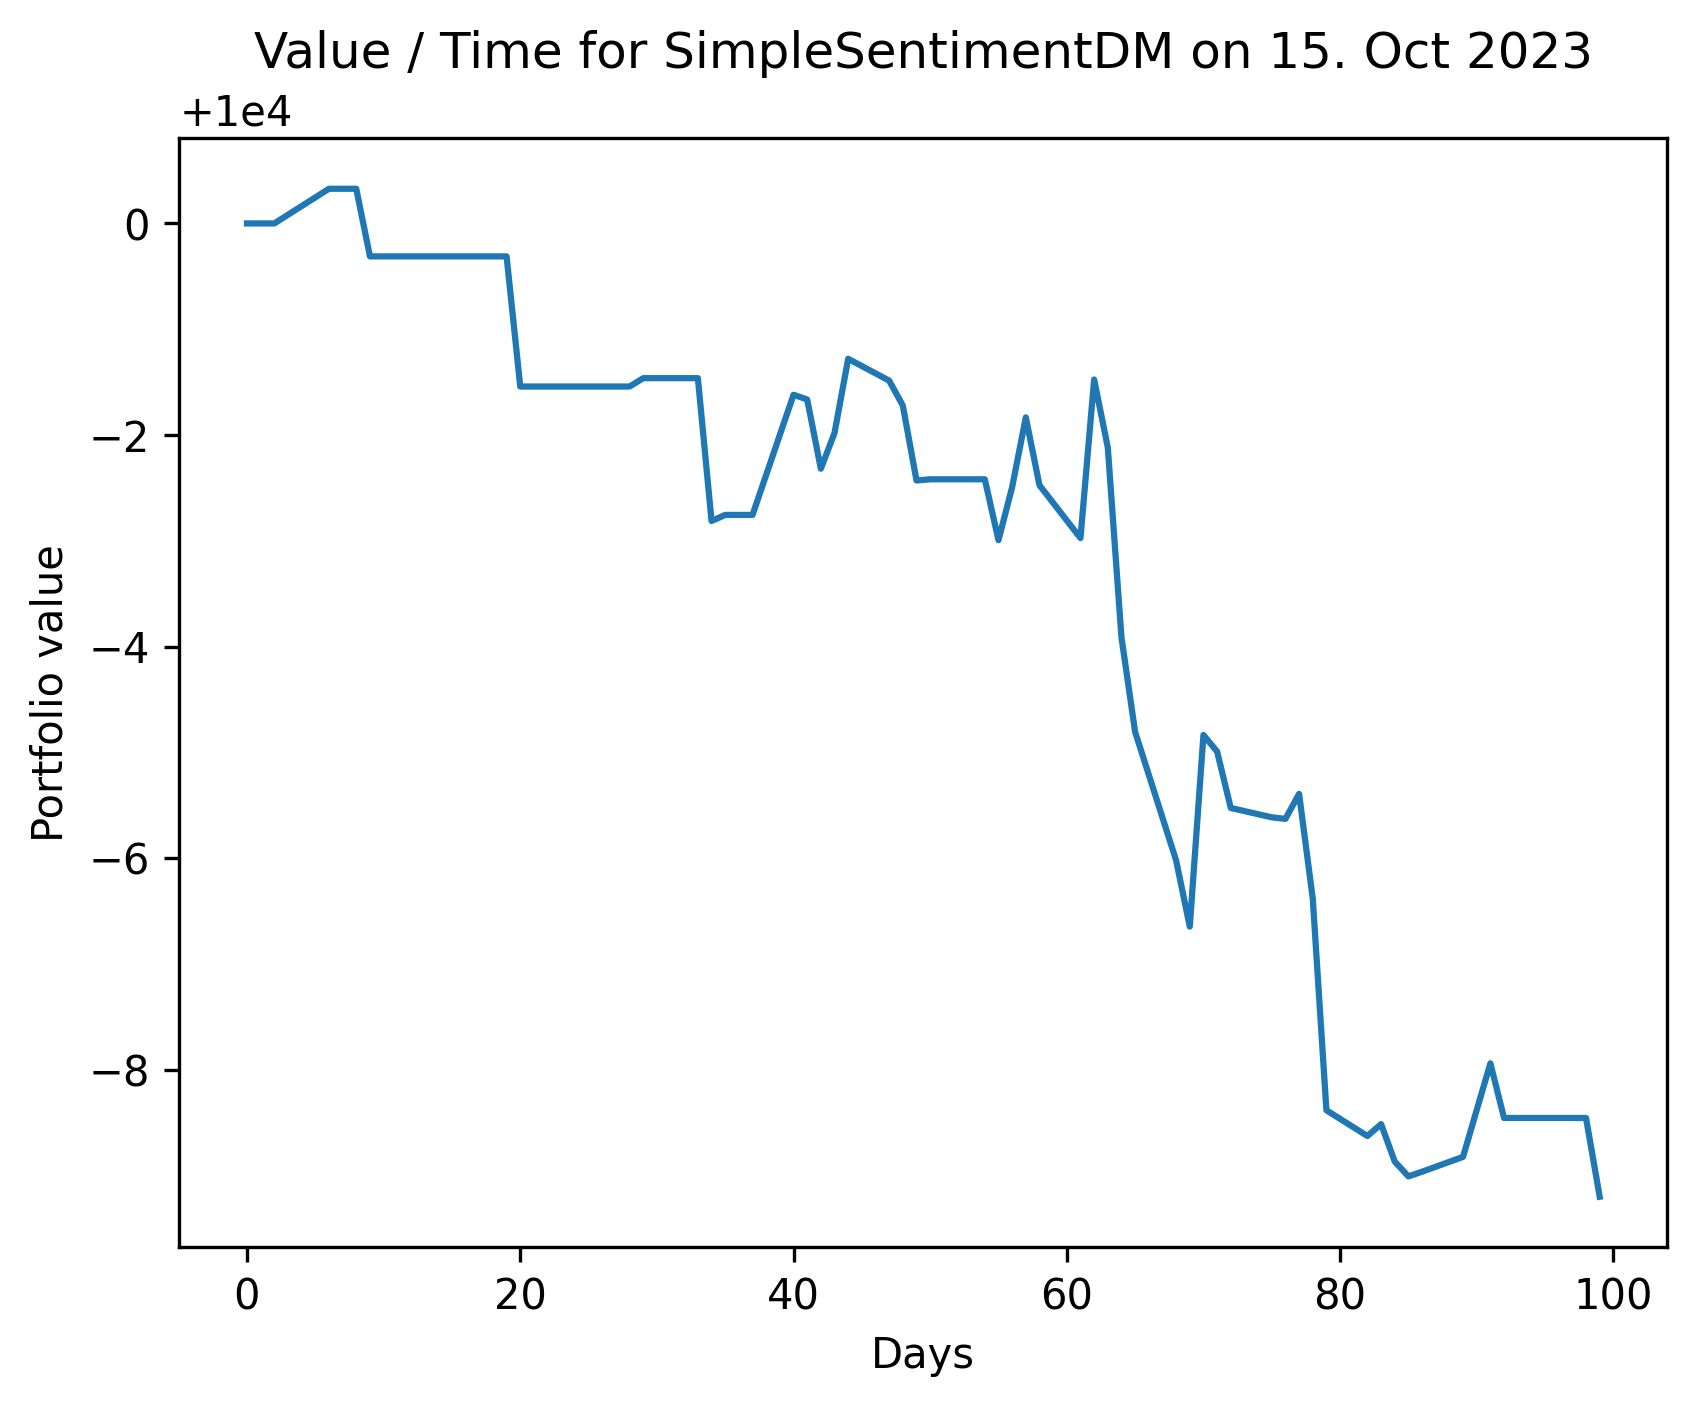 Value / Time for SimpleSentimentDM on 15. Oct 2023
+1e4
0
−2
−4
−6
−8
Portfolio value
0 20 40 60 80 100
Days